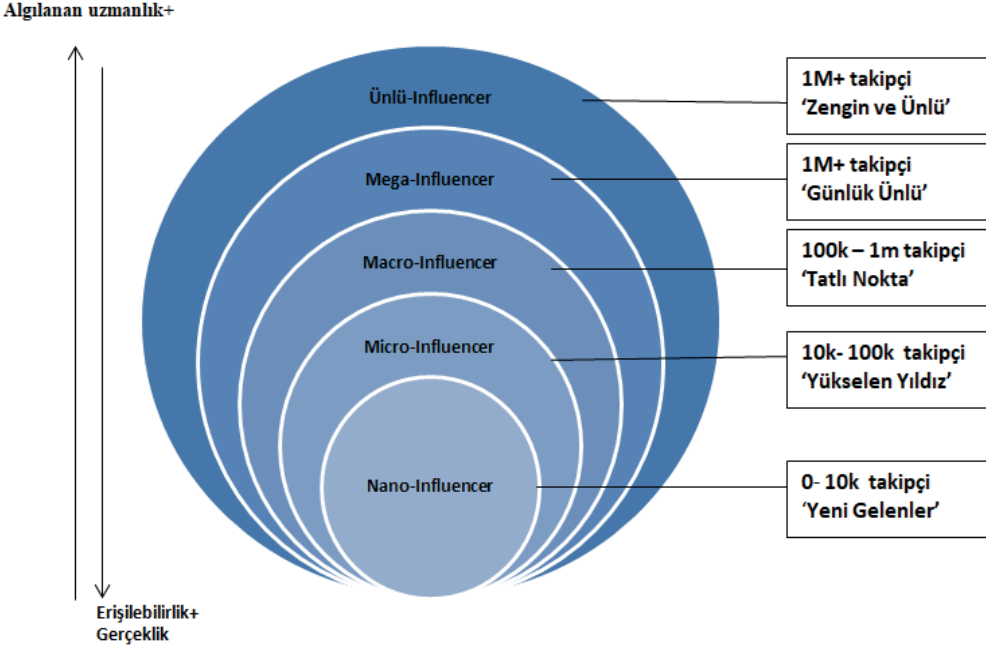 Algılanan uzmanlık+
Ünlü-Influencer
1M+ takipçi
‘Zengin ve Ünlü’
Mega-Influencer
1M+ takipçi
‘Günlük Ünlü’
Macro-Influencer
100k – 1m takipçi
‘Tatlı Nokta’
Micro-Influencer
10k- 100k takipçi
‘Yükselen Yıldız’
Nano-Influencer
0- 10k takipçi
‘Yeni Gelenler’
Erişilebilirlik+
Gerçeklik